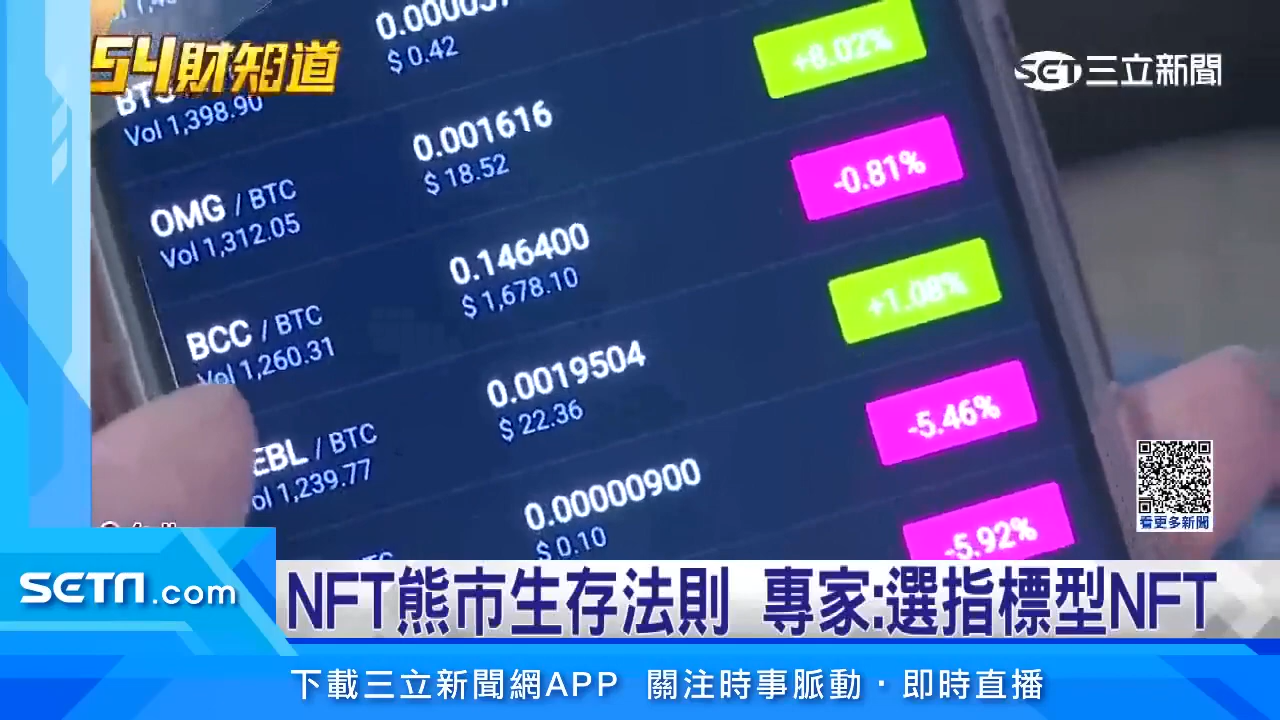 54財知道
SET三立新聞
$ 0.42
+8.02%
BTC
Vol 1,398.90
0.001616
$ 18.52
-0.81%
OMG / BTC
Vol 1,312.05
0.146400
$ 1,678.10
+1.08%
BCC / BTC
Vol 1,260.31
0.0019504
$ 22.36
-5.46%
EBL / BTC
ol 1,239.77
0.00000900
$ 0.10
-5.92%
看更多新聞
SETN.com
NFT熊市生存法則 專家:選指標型NFT
下載三立新聞網APP 關注時事脈動·即時直播